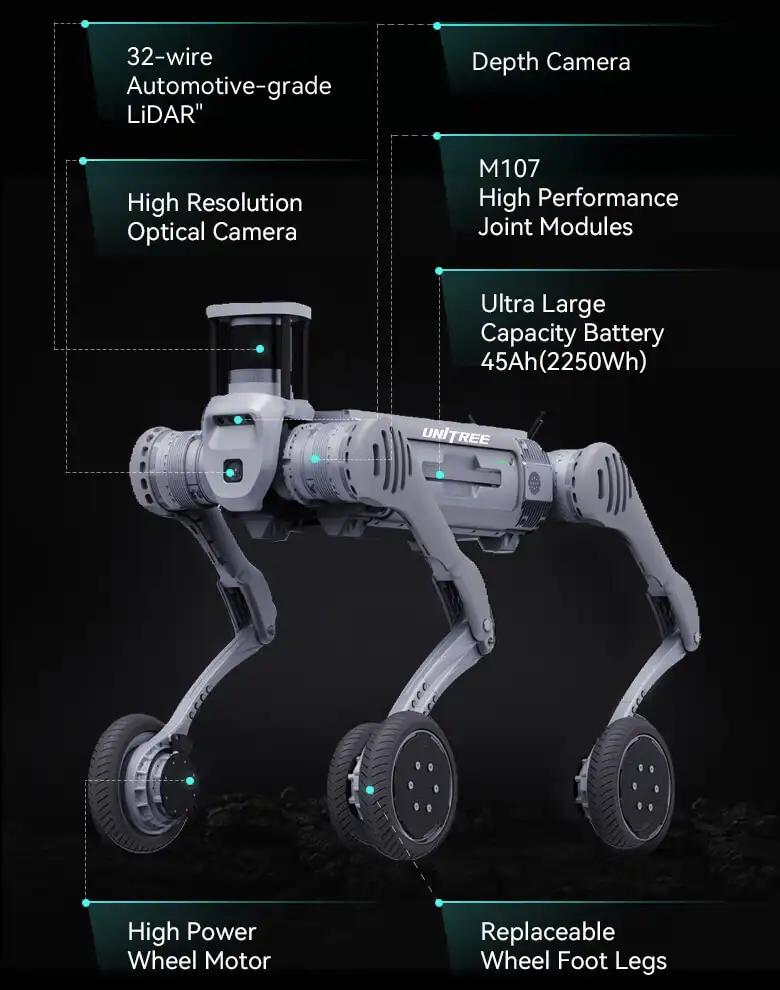 32-wire
Automotive-grade
LiDAR"
Depth Camera
High Resolution
Optical Camera
M107
High Performance
Joint Modules
Ultra Large
Capacity Battery
45Ah(2250Wh)
UNITREE
High Power
Wheel Motor
Replaceable
Wheel Foot Legs